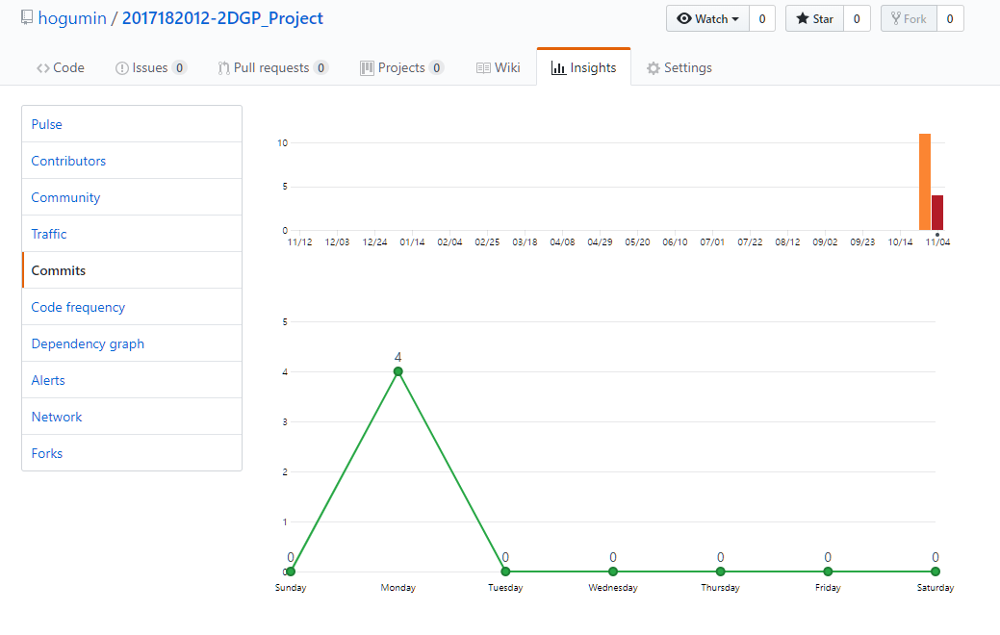 hogumin / 2017182012-2DGP_Project
Watch 0 Star 0 Fork 0
Code Issues 0 Pull requests 0 Projects 0 Wiki Insights Settings
Pulse
Contributors
Community
Traffic
Commits
Code frequency
Dependency graph
Alerts
Network
Forks
10
5
0
11/12 12/03 12/24 01/14 02/04 02/25 03/18 04/08 04/29 05/20 06/10 07/01 07/22 08/12 09/02 09/23 10/14 11/04
5
4
4
3
2
1
0 0 0 0 0 0
0
Sunday Monday Tuesday Wednesday Thursday Friday Saturday